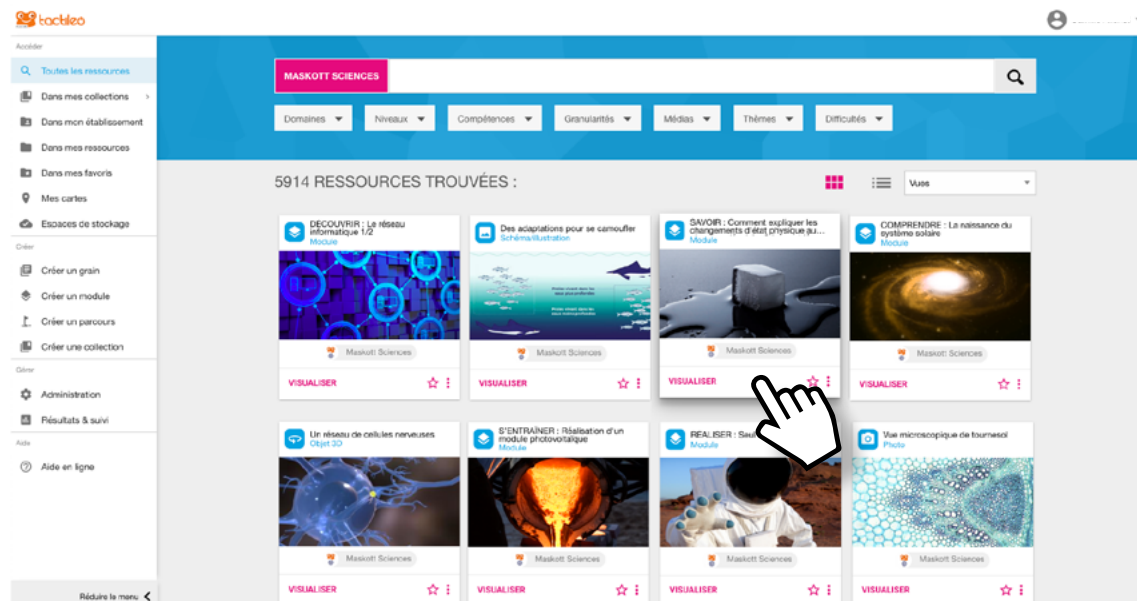 tactileo
Accéder
Toutes les ressources
Dans mes collections
Dans mon établissement
Dans mes ressources
Dans mes favoris
Mes cartes
Espaces de stockage
Créer
Créer un grain
Créer un module
Créer un parcours
Créer une collection
Gérer
Administration
Résultats & suivi
Aide
Aide en ligne
Réduire le menu
MASKOTT SCIENCES
Domaines
Niveaux
Compétences
Granularités
Médias
Thèmes
Difficultés
5914 RESSOURCES TROUVÉES :
Vues
DECOUVRIR : Le réseau
informatique 1/2
Module
Maskott Sciences
VISUALISER
Des adaptations pour se camoufler
Schéma/illustration
Maskott Sciences
VISUALISER
SAVOIR : Comment expliquer les
changements d'état physique au...
Module
Maskott Sciences
VISUALISER
COMPRENDRE : La naissance du
système solaire
Module
Maskott Sciences
VISUALISER
Un réseau de cellules nerveuses
Objet 3D
Maskott Sciences
VISUALISER
S'ENTRAÎNER : Réalisation d'un
module photovoltaïque
Module
Maskott Sciences
VISUALISER
REALISER : Seul
Module
Maskott Sciences
VISUALISER
Vue microscopique de tournesol
Photo
Maskott Sciences
VISUALISER